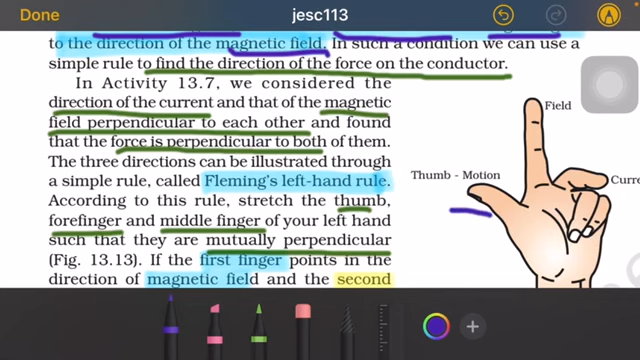 Done
jesc113
to the direction of the magnetic field. In such a condition we can use a
simple rule to find the direction of the force on the conductor.
In Activity 13.7, we considered the
direction of the current and that of the magnetic
field perpendicular to each other and found
that the force is perpendicular to both of them.
The three directions can be illustrated through
a simple rule, called Fleming's left-hand rule.
According to this rule, stretch the thumb,
forefinger and middle finger of your left hand
such that they are mutually perpendicular
(Fig. 13.13). If the first finger points in the
direction of magnetic field and the second
Field
Thumb - Motion
Curre